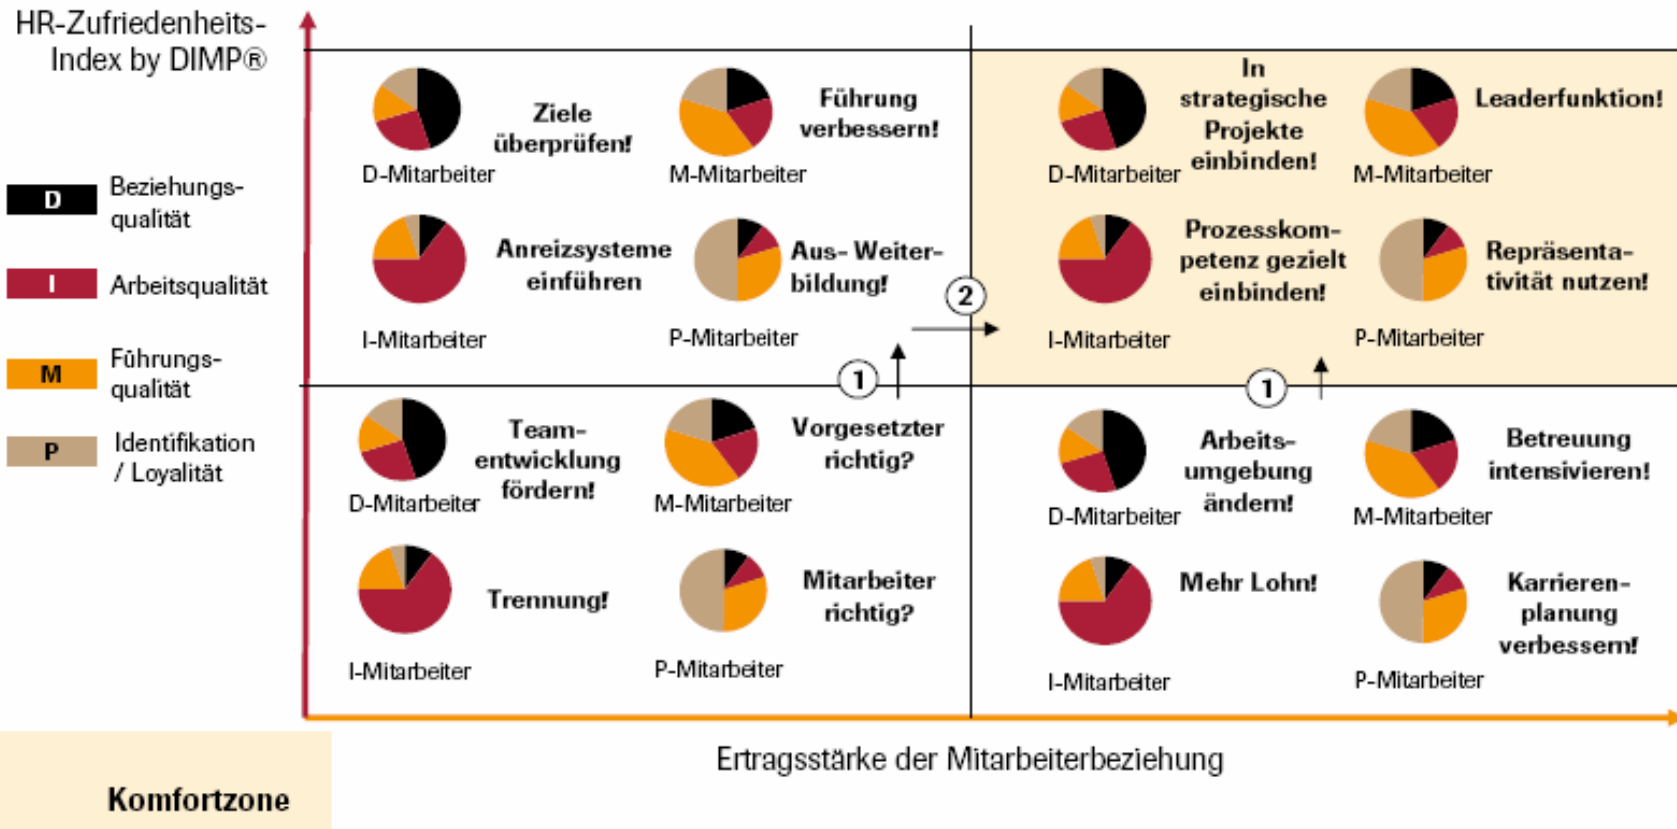 HR-Zufriedenheits-
Index by DIMP®
D
Beziehungs-
qualität
I
Arbeitsqualität
M
Führungs-
qualität
P
Identifikation
/ Loyalität
Ziele
überprüfen!
D-Mitarbeiter
Führung
verbessern!
M-Mitarbeiter
Anreizsysteme
einführen
I-Mitarbeiter
Aus- Weiter-
bildung!
P-Mitarbeiter
2
1
In
strategische
Projekte
einbinden!
D-Mitarbeiter
Leaderfunktion!
M-Mitarbeiter
Prozesskom-
petenz gezielt
einbinden!
I-Mitarbeiter
Repräsenta-
tivität nutzen!
P-Mitarbeiter
1
Team-
entwicklung
fördern!
D-Mitarbeiter
Vorgesetzter
richtig?
M-Mitarbeiter
Trennung!
I-Mitarbeiter
Mitarbeiter
richtig?
P-Mitarbeiter
Arbeits-
umgebung
ändern!
D-Mitarbeiter
Betreuung
intensivieren!
M-Mitarbeiter
Mehr Lohn!
I-Mitarbeiter
Karrieren-
planung
verbessern!
P-Mitarbeiter
Ertragsstärke der Mitarbeiterbeziehung
Komfortzone